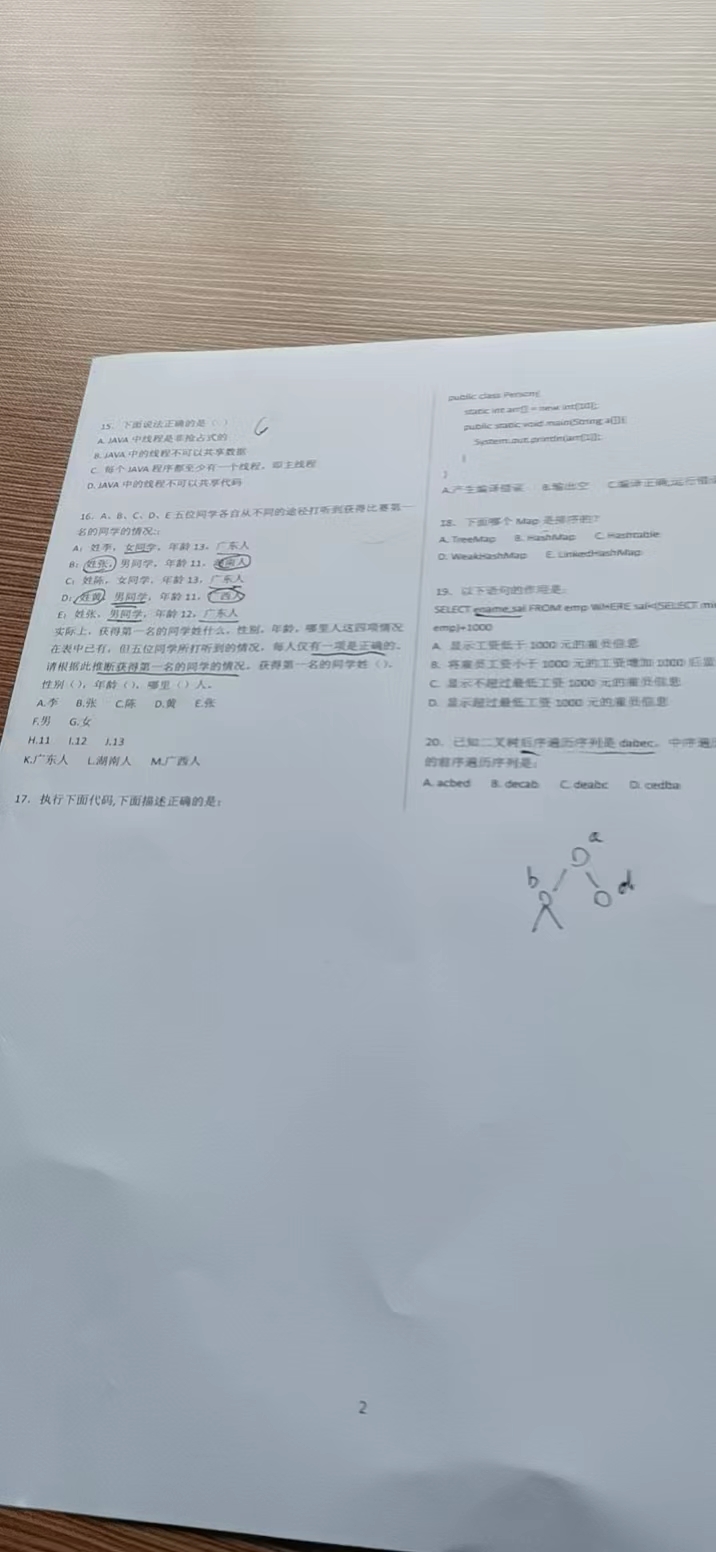 15. 下面说法正确的是（ ）
A. JAVA 中线程是非抢占式的
B. JAVA 中的线程不可以共享数据
C. 每个 JAVA 程序都至少有一个线程，即主线程
D. JAVA 中的线程不可以共享代码
16. A、B、C、D、E 五位同学各自从不同的途径打听到获得比赛第一
名的同学的情况：
A：姓李，女同学，年龄 13，广东人
B：姓张，男同学，年龄 11，湖南人
C：姓陈，女同学，年龄 13，广东人
D：姓黄，男同学，年龄 11，广西人
E：姓张，男同学，年龄 12，广东人
实际上，获得第一名的同学姓什么，性别，年龄，哪里人这四项情况
在表中已有，但五位同学所打听到的情况，每人仅有一项是正确的。
请根据此推断获得第一名的同学的情况。获得第一名的同学姓（ ），
性别（ ），年龄（ ），哪里（ ）人。
A.李 B.张 C.陈 D.黄 E.张
F.男 G.女
H.11 I.12 J.13
K.广东人 L.湖南人 M.广西人
17. 执行下面代码,下面描述正确的是：
public class Person{
static int arr[] = new int[10];
public static void main(String a[]){
System.out.println(arr[1]);
}
}
A.产生编译错误 B.输出空 C.编译正确,运行错
18. 下面哪个 Map 是排序的?
A. TreeMap B. HashMap C. Hashtable
D: WeakHashMap E. LinkedHashMap
19. 以下语句的作用是:
SELECT ename,sal FROM emp WHERE sal<(SELECT mi
emp)+1000
A. 显示工资低于 1000 元的雇员信息
B. 将雇员工资小于 1000 元的工资增加 1000 后显
C. 显示不超过最低工资 1000 元的雇员信息
D. 显示超过最低工资 1000 元的雇员信息
20. 已知二叉树后序遍历序列是 dabec。中序遍
的前序遍历序列是：
A. acbed B. decab C. deabc D. cedba
a
b d
2